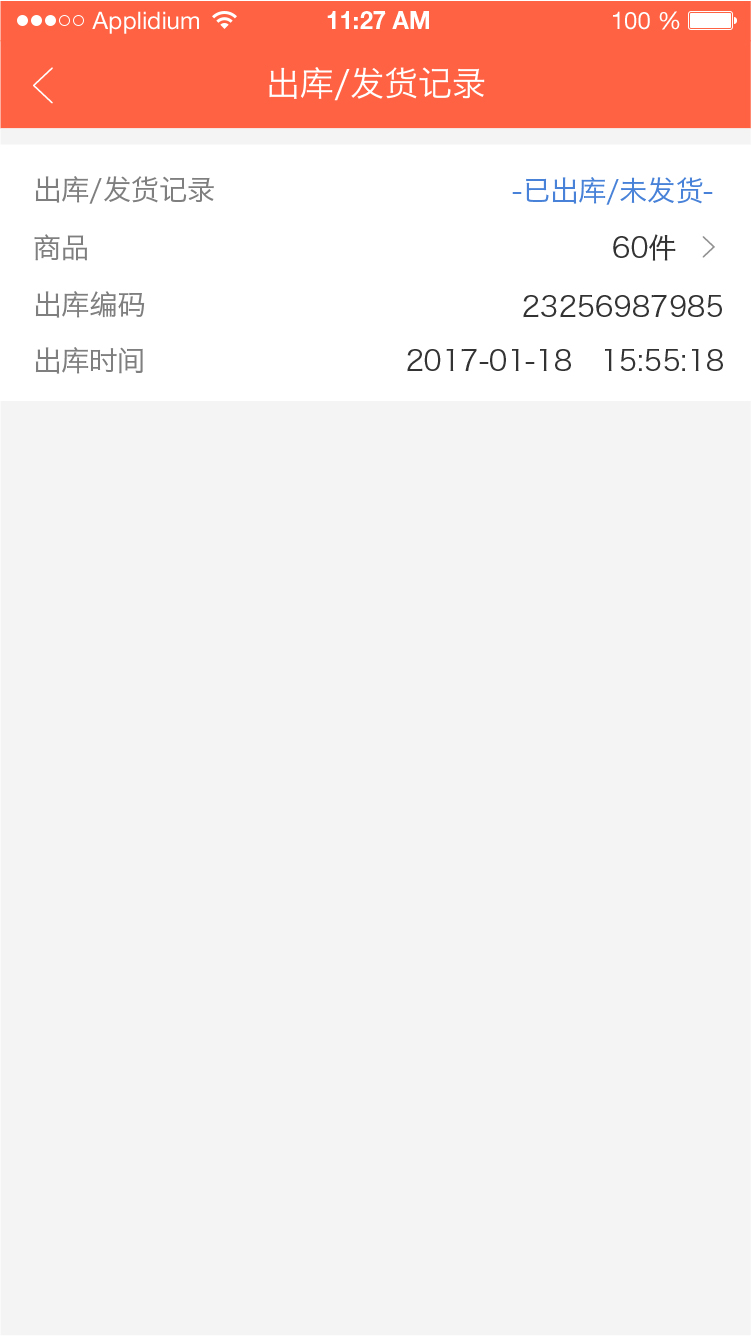 Applidium 11:27 AM 100 %
出库/发货记录
出库/发货记录 -已出库/未发货-
商品 60件
出库编码 23256987985
出库时间 2017-01-18 15:55:18